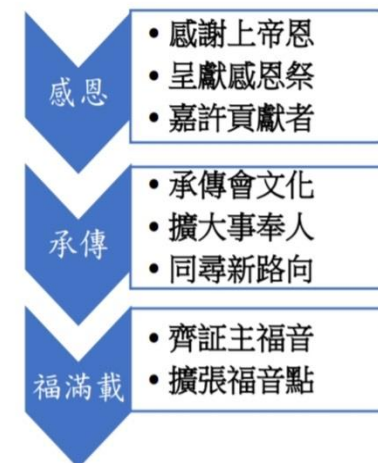 感恩
• 感謝上帝恩
• 呈獻感恩祭
• 嘉許貢獻者
承傳
• 承傳會文化
• 擴大事奉人
• 同尋新路向
福滿載
• 齊証主福音
• 擴張福音點